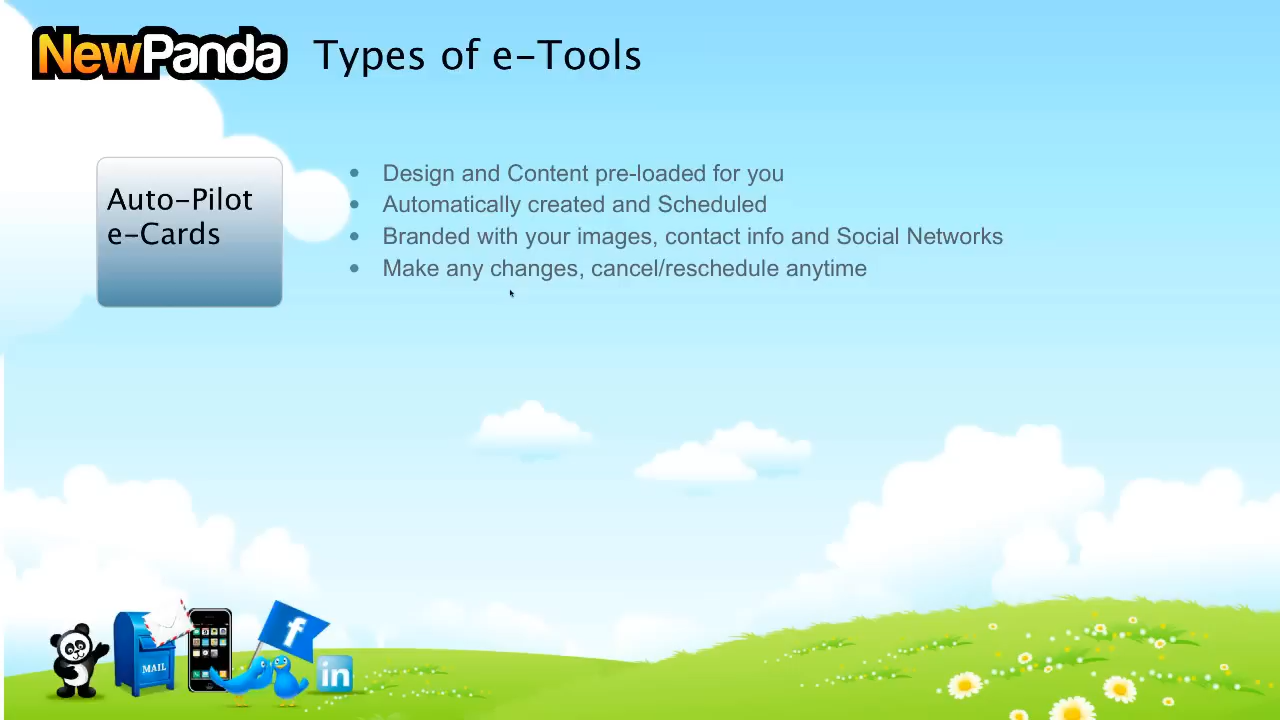 NewPanda Types of e-Tools
Auto-Pilot
e-Cards
• Design and Content pre-loaded for you
• Automatically created and Scheduled
• Branded with your images, contact info and Social Networks
• Make any changes, cancel/reschedule anytime
MAIL
f
in